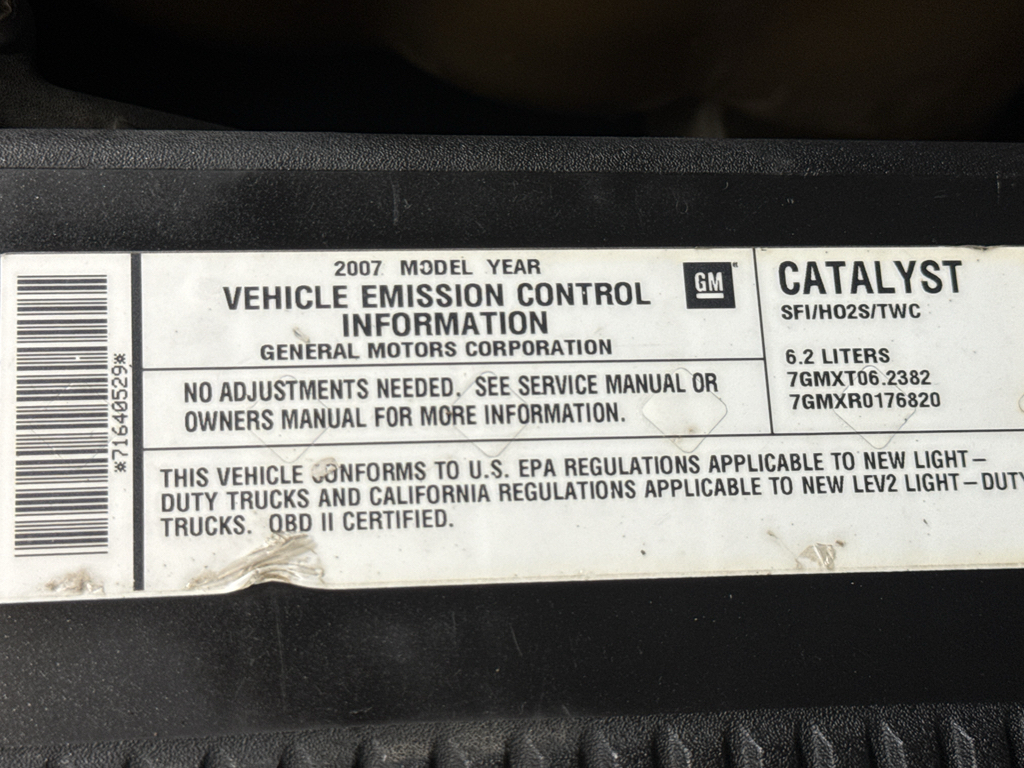 *71640529*
2007 MODEL YEAR
VEHICLE EMISSION CONTROL
INFORMATION
GENERAL MOTORS CORPORATION
GM
NO ADJUSTMENTS NEEDED. SEE SERVICE MANUAL OR
OWNERS MANUAL FOR MORE INFORMATION.
CATALYST
SFI/HO2S/TWC
6.2 LITERS
7GMXT06.2382
7GMXR0176820
THIS VEHICLE CONFORMS TO U.S. EPA REGULATIONS APPLICABLE TO NEW LIGHT–
DUTY TRUCKS AND CALIFORNIA REGULATIONS APPLICABLE TO NEW LEV2 LIGHT–DUTY
TRUCKS. OBD II CERTIFIED.